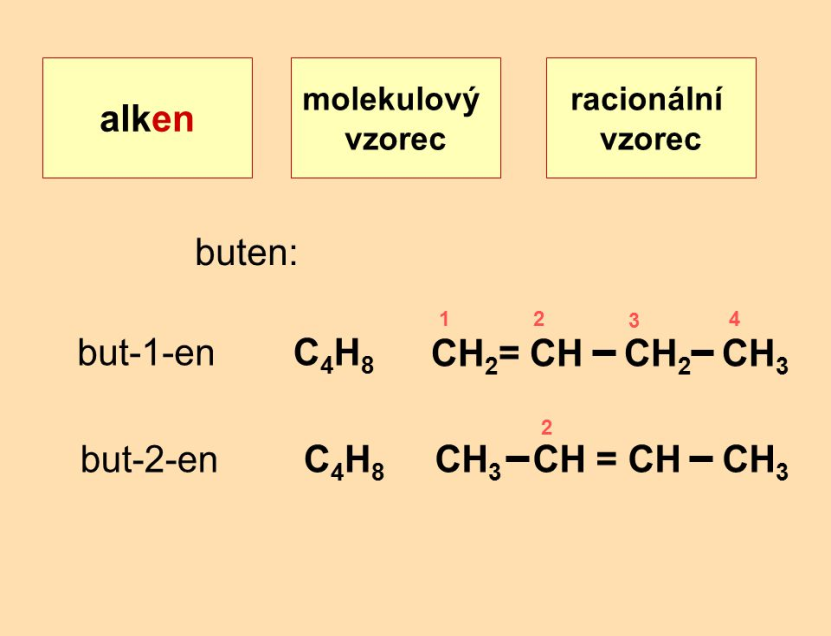 alken
molekulový
vzorec
racionální
vzorec
buten:
1 2 3 4
but-1-en C₄H₈ CH₂= CH – CH₂– CH₃
2
but-2-en C₄H₈ CH₃–CH = CH – CH₃